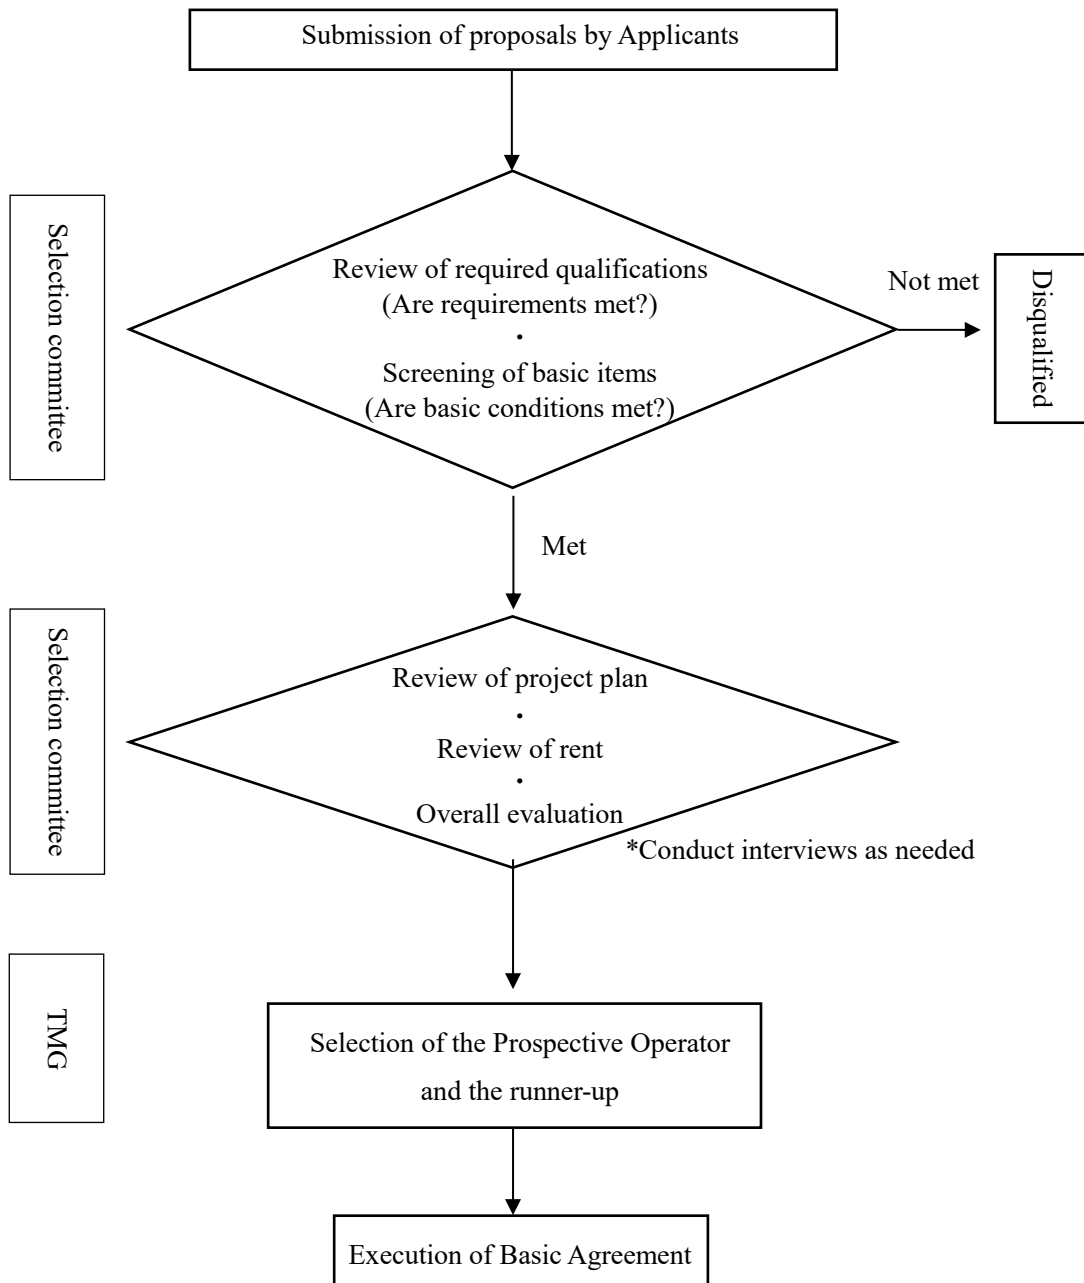 Submission of proposals by Applicants
Selection committee
Review of required qualifications
(Are requirements met?)
・
Screening of basic items
(Are basic conditions met?)
Not met
Disqualified
Met
Selection committee
Review of project plan
・
Review of rent
・
Overall evaluation
*Conduct interviews as needed
TMG
Selection of the Prospective Operator
and the runner-up
Execution of Basic Agreement